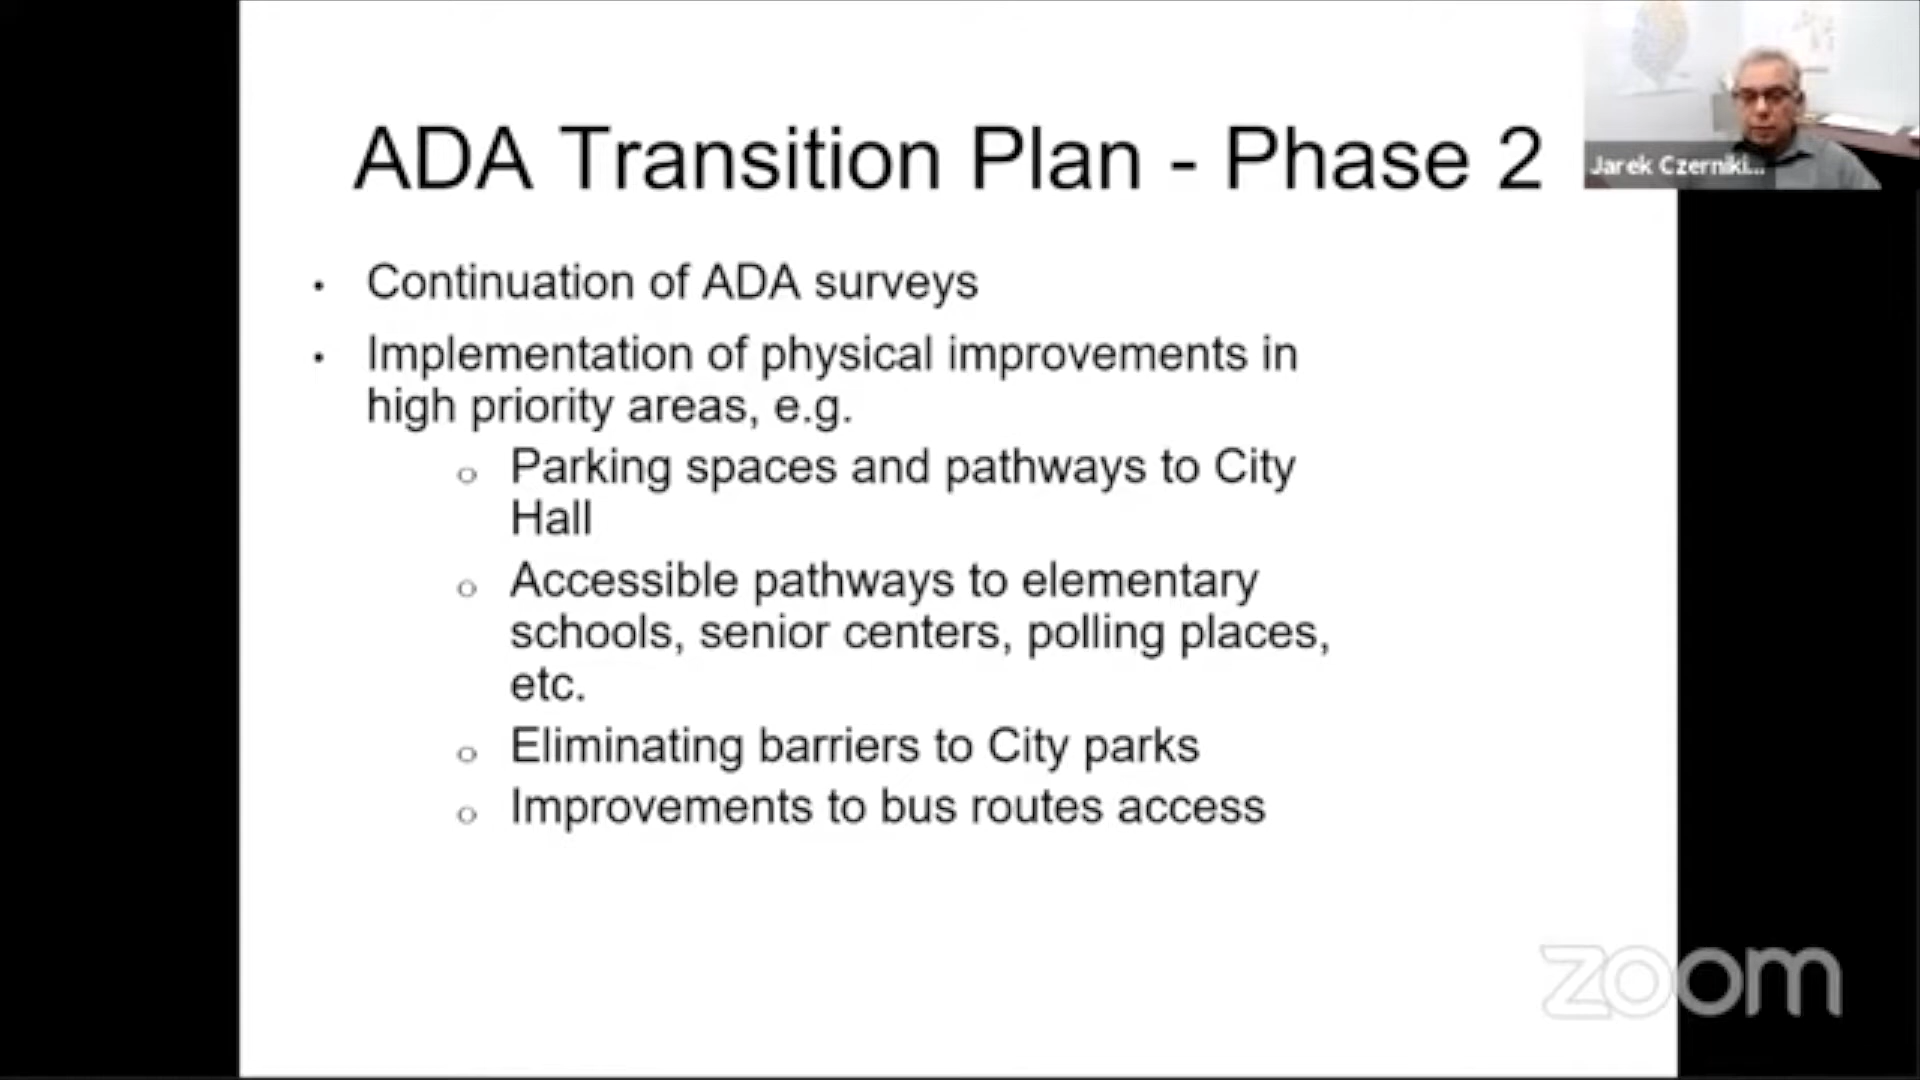 ADA Transition Plan - Phase 2
Jarek Czerniki...
• Continuation of ADA surveys
• Implementation of physical improvements in
high priority areas, e.g.
o Parking spaces and pathways to City
Hall
o Accessible pathways to elementary
schools, senior centers, polling places,
etc.
o Eliminating barriers to City parks
o Improvements to bus routes access
zoom